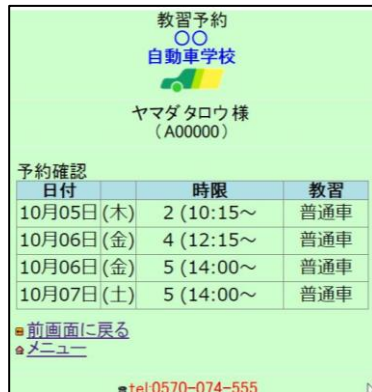 教習予約
〇〇
自動車学校
ヤマダ タロウ 様
（A00000）
予約確認
日付 時限 教習
10月05日 (木) 2 (10:15～ 普通車
10月06日 (金) 4 (12:15～ 普通車
10月06日 (金) 5 (14:00～ 普通車
10月07日 (土) 5 (14:00～ 普通車
前画面に戻る
メニュー
tel:0570-074-555